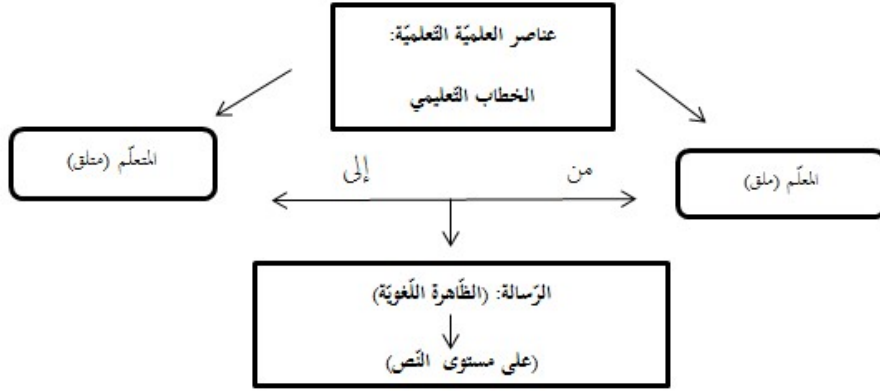 عناصر العلميّة التّعلميّة:
الخطاب التّعليمي
المعلّم (ملق)
المتعلّم (متلق)
من
إلى
الرّسالة: (الظّاهرة اللّغويّة)
(على مستوى النّص)